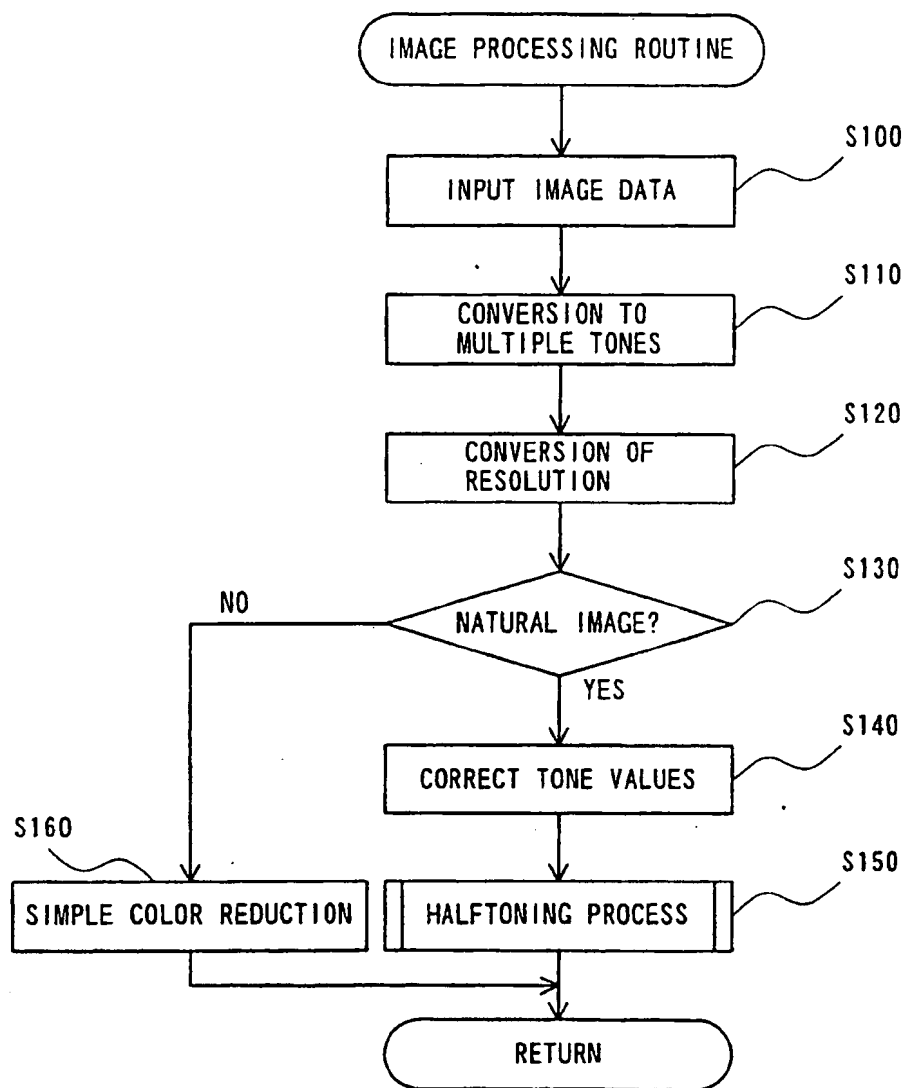 IMAGE PROCESSING ROUTINE
S100
INPUT IMAGE DATA
S110
CONVERSION TO
MULTIPLE TONES
S120
CONVERSION OF
RESOLUTION
S130
NO
NATURAL IMAGE?
YES
S140
CORRECT TONE VALUES
S160
S150
SIMPLE COLOR REDUCTION
HALFTONING PROCESS
RETURN